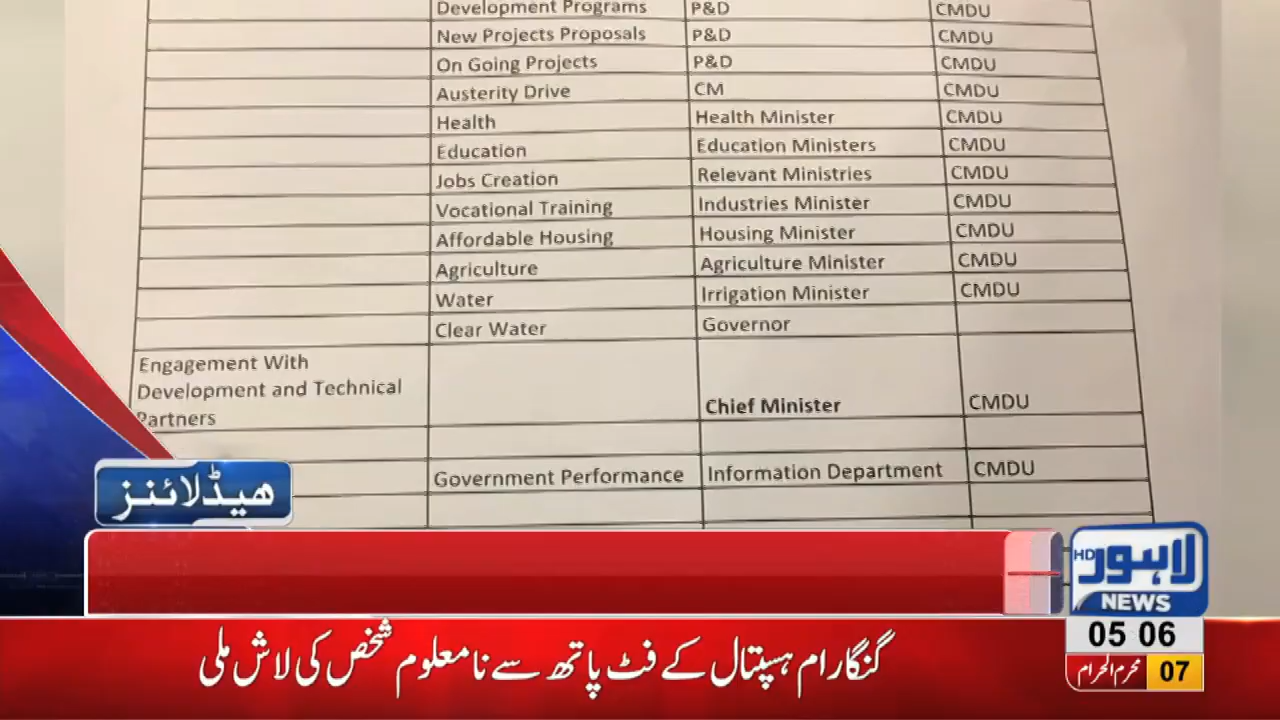 Development Programs P&D CMDU
New Projects Proposals P&D CMDU
On Going Projects P&D CMDU
Austerity Drive CM CMDU
Health Health Minister CMDU
Education Education Ministers CMDU
Jobs Creation Relevant Ministries CMDU
Vocational Training Industries Minister CMDU
Affordable Housing Housing Minister CMDU
Agriculture Agriculture Minister CMDU
Water Irrigation Minister CMDU
Clear Water Governor
Engagement With
Development and Technical
Partners Chief Minister CMDU
Government Performance Information Department CMDU
ھیڈلائنز
HD لاہور
NEWS
05 06
محرم الحرام 07
گنگارام ہسپتال کے فٹ پاتھ سے نامعلوم شخص کی لاش ملی